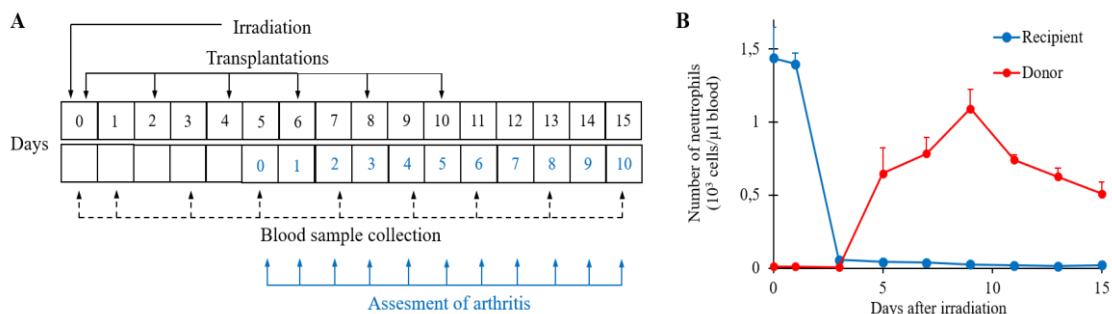 A
Irradiation
Transplantations
Days
0 1 2 3 4 5 6 7 8 9 10 11 12 13 14 15
0 1 2 3 4 5 6 7 8 9 10
Blood sample collection
Assesment of arthritis
B
Number of neutrophils
(10³ cells/µl blood)
1,5
1
0,5
0
0 5 10 15
Days after irradiation
Recipient
Donor